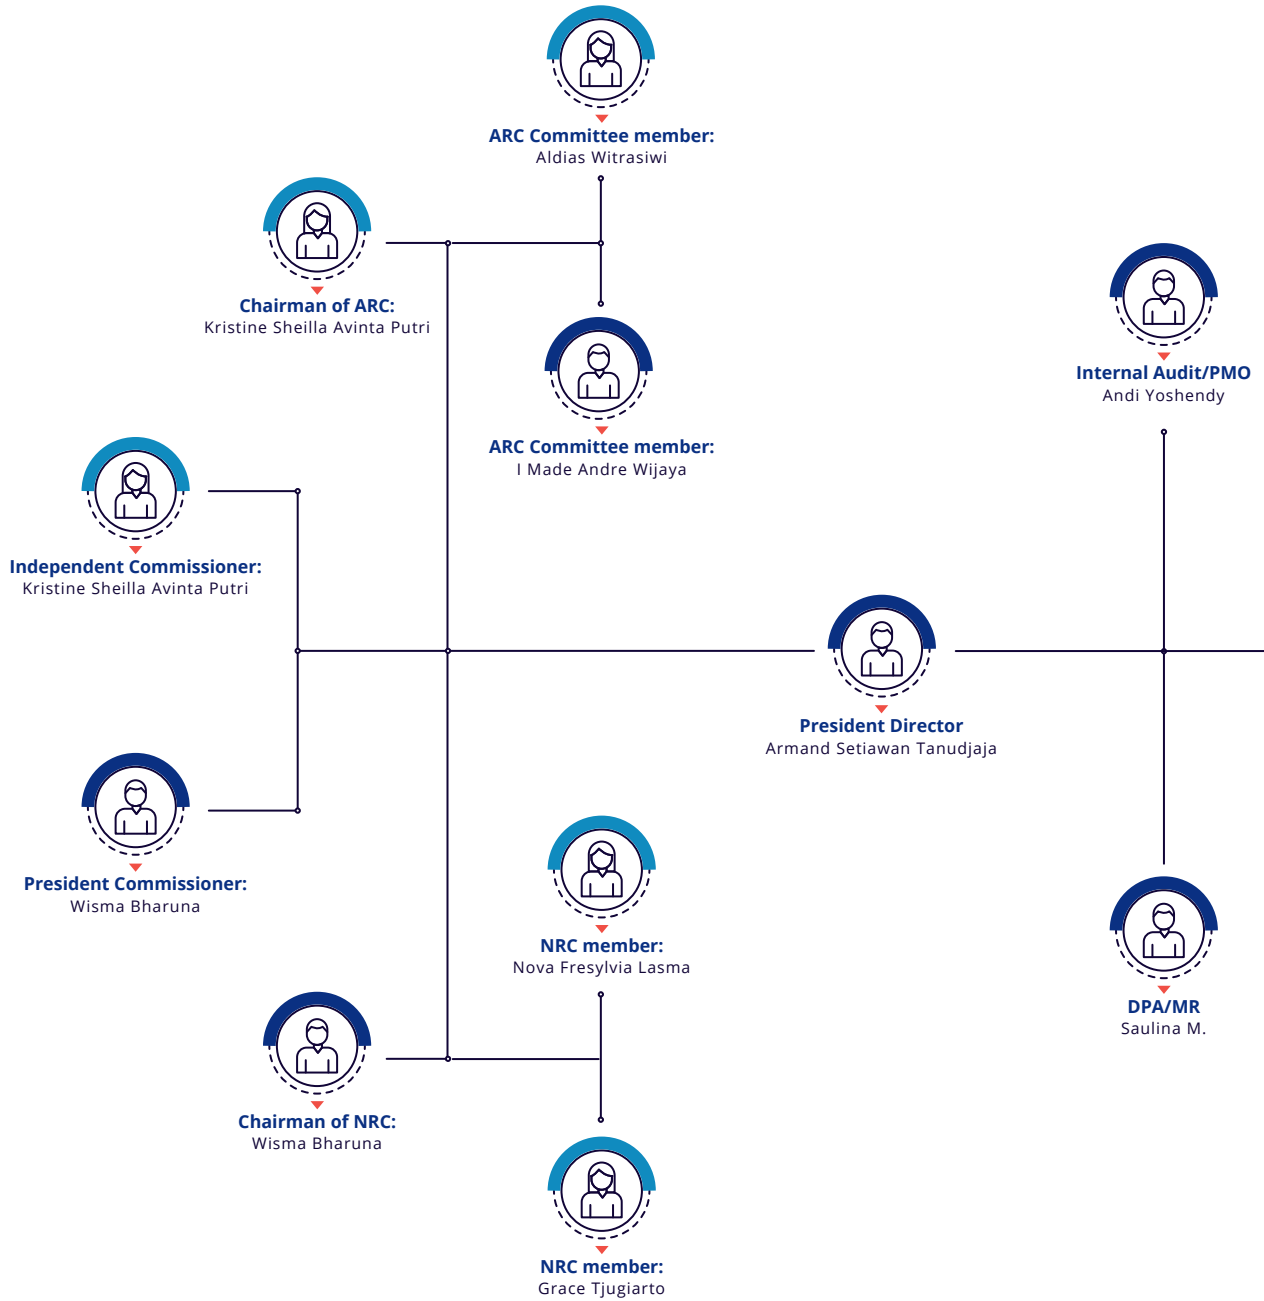 ARC Committee member:
Aldias Witrasiwi
Chairman of ARC:
Kristine Sheilla Avinta Putri
ARC Committee member:
I Made Andre Wijaya
Internal Audit/PMO
Andi Yoshendy
Independent Commissioner:
Kristine Sheilla Avinta Putri
President Director
Armand Setiawan Tanudjaja
President Commissioner:
Wisma Bharuna
NRC member:
Nova Fresylvia Lasma
DPA/MR
Saulina M.
Chairman of NRC:
Wisma Bharuna
NRC member:
Grace Tjugiarto